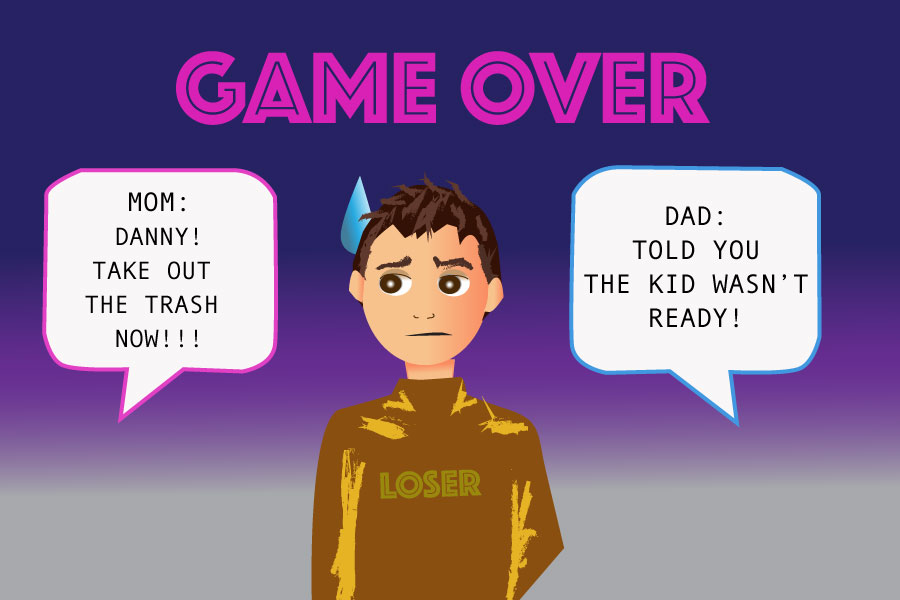 GAME OVER
MOM:
DANNY!
TAKE OUT
THE TRASH
NOW!!!
DAD:
TOLD YOU
THE KID WASN'T
READY!
LOSER